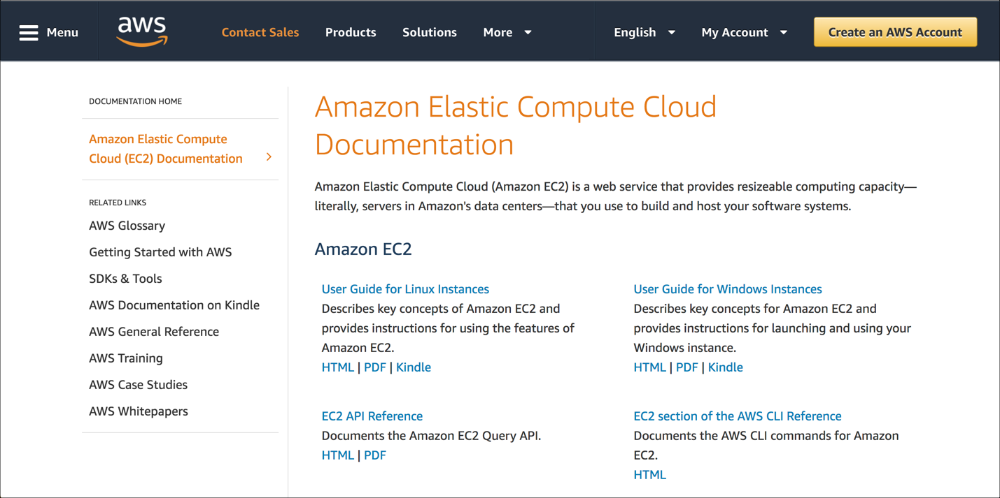 Menu
aws
Contact Sales
Products
Solutions
More
English
My Account
Create an AWS Account
DOCUMENTATION HOME
Amazon Elastic Compute
Cloud (EC2) Documentation
RELATED LINKS
AWS Glossary
Getting Started with AWS
SDKs & Tools
AWS Documentation on Kindle
AWS General Reference
AWS Training
AWS Case Studies
AWS Whitepapers
Amazon Elastic Compute Cloud
Documentation
Amazon Elastic Compute Cloud (Amazon EC2) is a web service that provides resizeable computing capacity—
literally, servers in Amazon's data centers—that you use to build and host your software systems.
Amazon EC2
User Guide for Linux Instances
Describes key concepts of Amazon EC2 and
provides instructions for using the features of
Amazon EC2.
HTML | PDF | Kindle
User Guide for Windows Instances
Describes key concepts for Amazon EC2 and
provides instructions for launching and using your
Windows instance.
HTML | PDF | Kindle
EC2 API Reference
Documents the Amazon EC2 Query API.
HTML | PDF
EC2 section of the AWS CLI Reference
Documents the AWS CLI commands for Amazon
EC2.
HTML